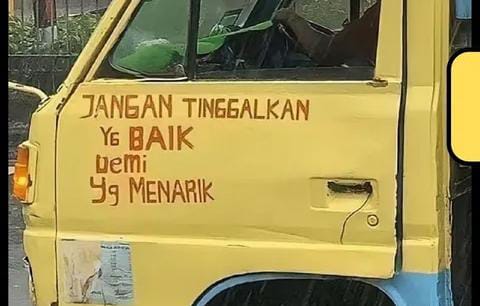 JANGAN TINGGALKAN
YG BAIK
Demi
Yg MENARIK